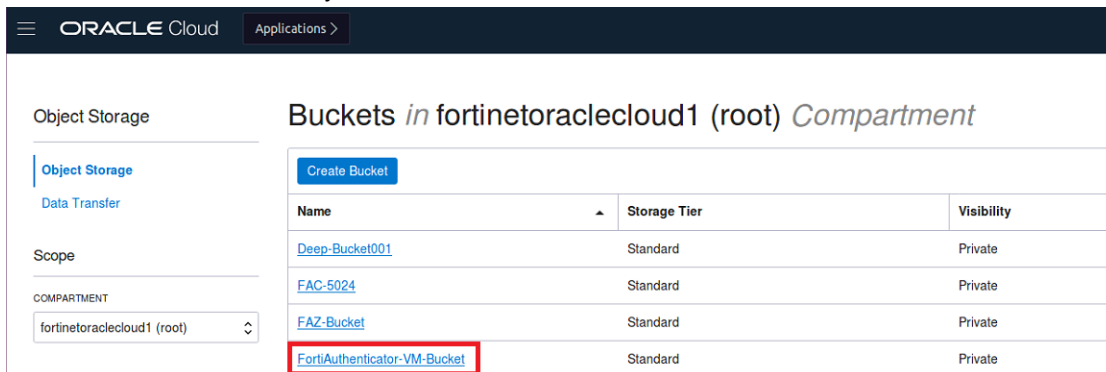 ORACLE Cloud Applications >
Object Storage
Object Storage
Data Transfer
Scope
COMPARTMENT
fortinetoraclecloud1 (root)
Buckets in fortinetoraclecloud1 (root) Compartment
Create Bucket
Name Storage Tier Visibility
Deep-Bucket001 Standard Private
FAC-5024 Standard Private
FAZ-Bucket Standard Private
FortiAuthenticator-VM-Bucket Standard Private